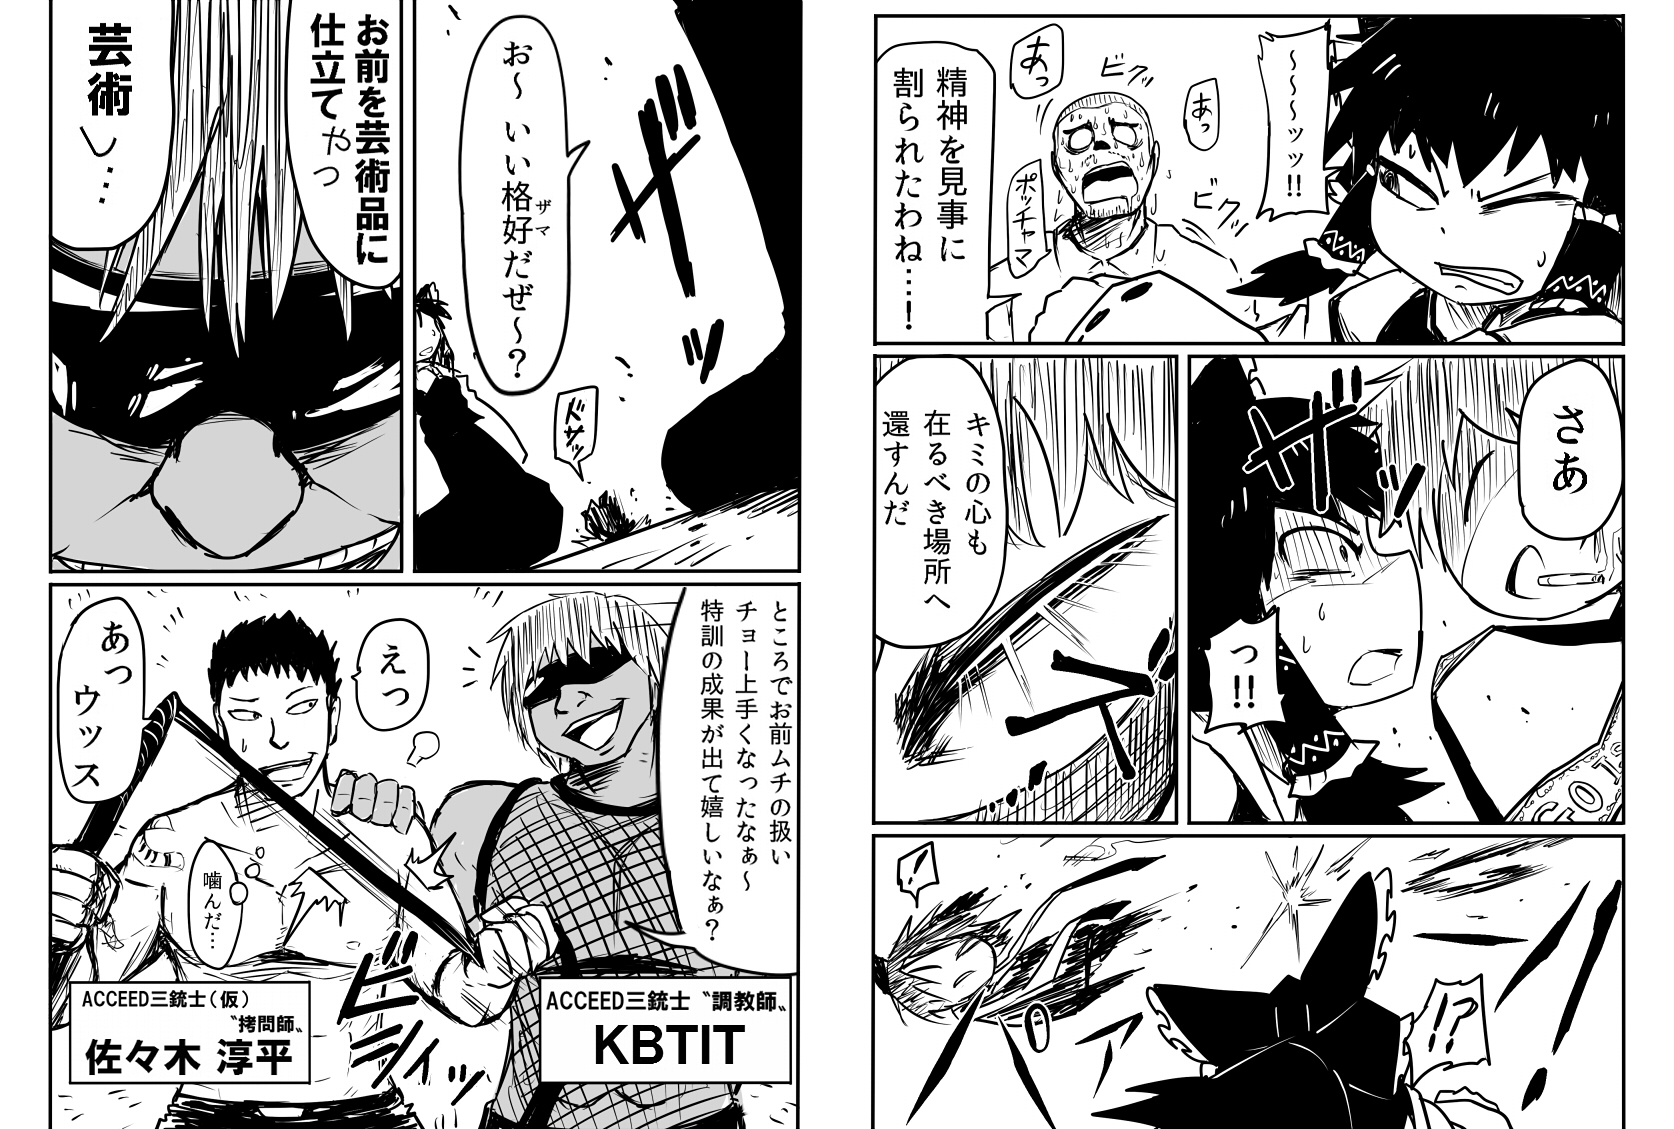 ～～～ッッ!!
あっ
ビクッ
あっ
ビクッ
ポッチャマ
精神を見事に
割られたわね…!
さあ
ザッ
っ!!
キミの心も
在るべき場所へ
還すんだ
!
!?
ア
ザッ
お～いい格好だぜ～?
ザマ
ドサッ
お前を芸術品に
仕立てやっ
芸術
し…
ところでお前ムチの扱い
チョー上手くなったなぁ～
特訓の成果が出て嬉しいなぁ?
えっ
あっ
ウッス
噛んだ…
ビシィッ
ACCEED三銃士〝調教師〟
KBTIT
ACCEED三銃士(仮)
〝拷問師〟
佐々木 淳平